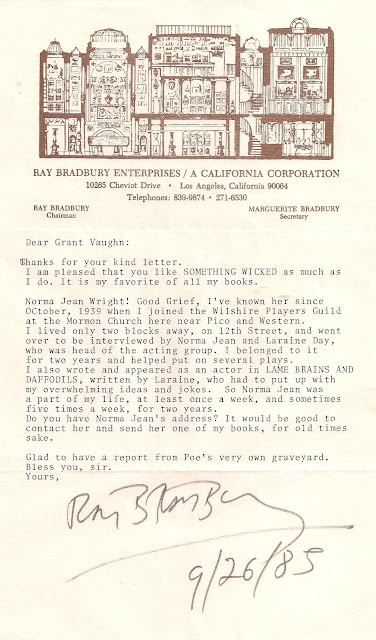 RAY BRADBURY ENTERPRISES / A CALIFORNIA CORPORATION
10265 Cheviot Drive • Los Angeles, California 90064
Telephones: 839-9874 • 271-6530
RAY BRADBURY
Chairman
MARGUERITE BRADBURY
Secretary
Dear Grant Vaughn:
Thanks for your kind letter.
I am pleased that you like SOMETHING WICKED as much as
I do. It is my favorite of all my books.
Norma Jean Wright! Good Grief, I've known her since
OCtober, 1939 when I joined the Wilshire Players Guild
at the Mormon Church here near Pico and Western.
I lived only two blocks away, on 12th Street, and went
over to be interviewed by Norma Jean and Laraine Day,
who was head of the acting group. I belonged to it
for two years and helped put on several plays.
I also wrote and appeared as an actor in LAME BRAINS AND
DAFFODILS, written by Laraine, who had to put up with
my overwhelming ideas and jokes. So Norma Jean was
a part of my life, at least once a week, and sometimes
five times a week, for two years.
Do you have Norma Jean's address? It would be good to
contact her and send her one of my books, for old times
sake.
Glad to have a report from Poe's very own graveyard.
Bless you, sir.
Yours,
Ray Bradbury
9/26/85